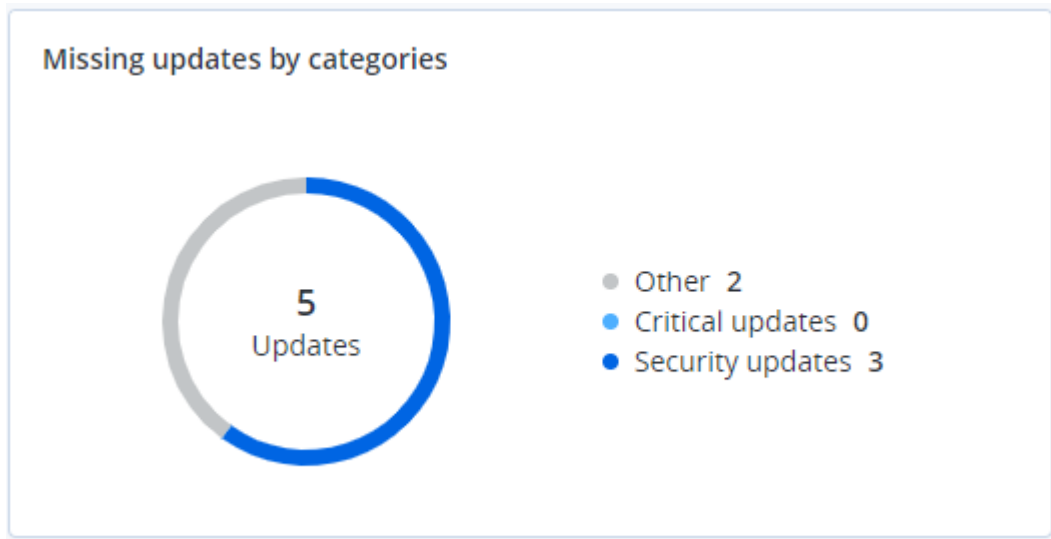 Missing updates by categories
5
Updates
Other 2
Critical updates 0
Security updates 3